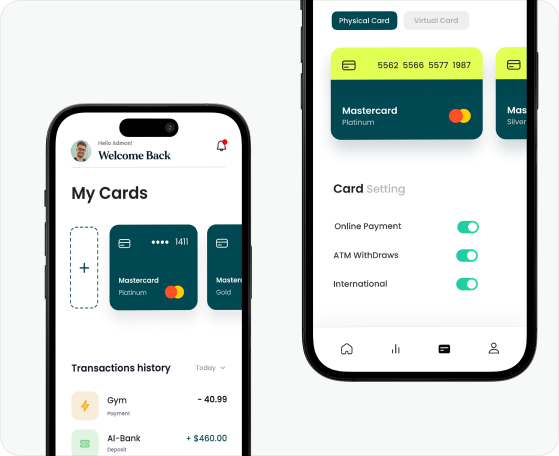 Hello Admon!
Welcome Back
My Cards
+
•••• 1411
Mastercard
Platinum
Master
Gold
Transactions history
Today
Gym
Payment
- 40.99
Al-Bank
Deposit
+ $460.00
Physical Card
Virtual Card
5562 5566 5577 1987
Mastercard
Platinum
Mas
Silver
Card Setting
Online Payment
ATM WithDraws
International